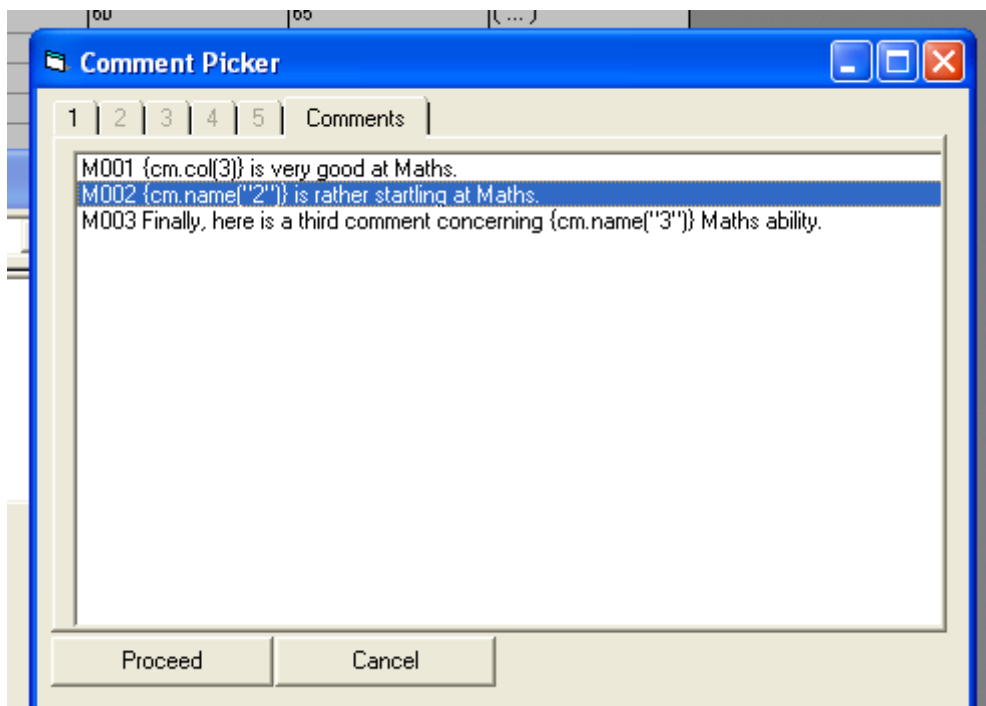 60 65 ( ... )
Comment Picker
1 2 3 4 5 Comments
M001 {cm.col(3)} is very good at Maths.
M002 {cm.name("2")} is rather startling at Maths.
M003 Finally, here is a third comment concerning {cm.name("3")} Maths ability.
Proceed Cancel